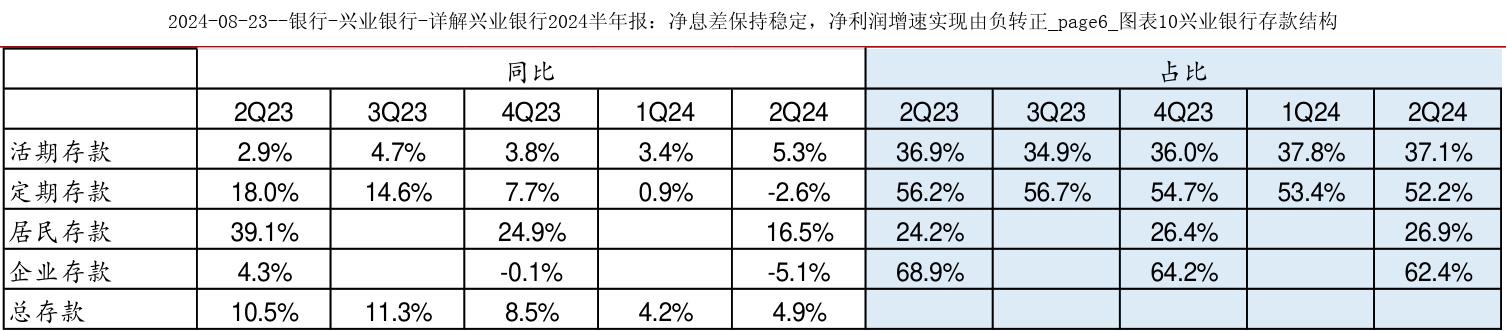 2024-08-23--银行-兴业银行-详解兴业银行2024半年报：净息差保持稳定，净利润增速实现由负转正_page6_图表10兴业银行存款结构
同比 占比
2Q23 3Q23 4Q23 1Q24 2Q24 2Q23 3Q23 4Q23 1Q24 2Q24
活期存款 2.9% 4.7% 3.8% 3.4% 5.3% 36.9% 34.9% 36.0% 37.8% 37.1%
定期存款 18.0% 14.6% 7.7% 0.9% -2.6% 56.2% 56.7% 54.7% 53.4% 52.2%
居民存款 39.1% 24.9% 16.5% 24.2% 26.4% 26.9%
企业存款 4.3% -0.1% -5.1% 68.9% 64.2% 62.4%
总存款 10.5% 11.3% 8.5% 4.2% 4.9%